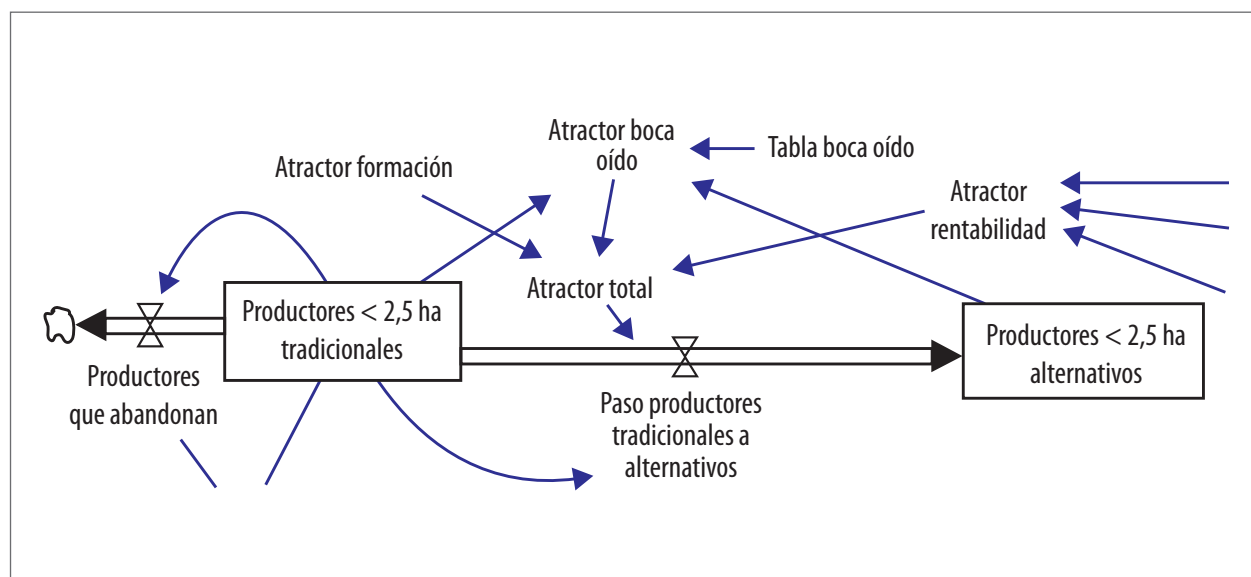 Atractor boca
oído
Tabla boca oído
Atractor formación
Atractor
rentabilidad
Atractor total
Productores < 2,5 ha
tradicionales
Productores < 2,5 ha
alternativos
Productores
que abandonan
Paso productores
tradicionales a
alternativos